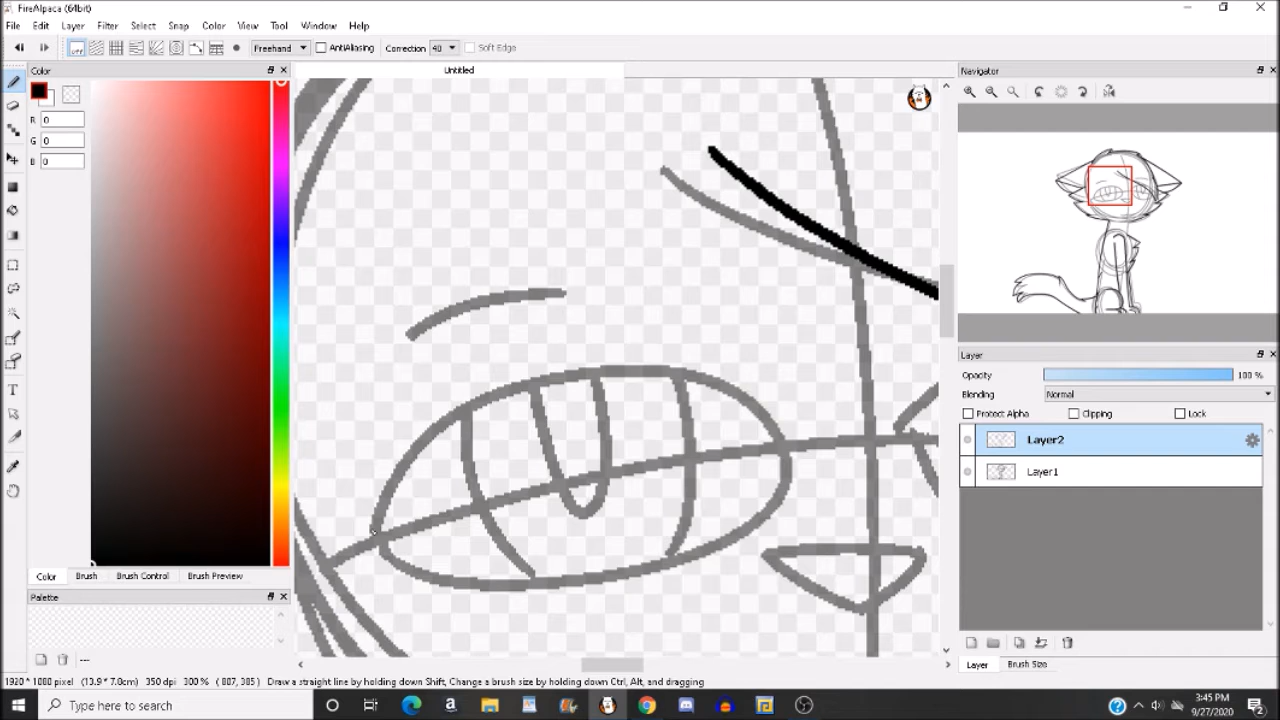 FireAlpaca (64bit)
File Edit Layer Filter Select Snap Color View Tool Window Help
OFF Freehand AntiAliasing Correction 40 Soft Edge
Color
Untitled
Navigator
R 0
G 0
B 0
Layer
Opacity 100 %
Blending Normal
Protect Alpha Clipping Lock
Layer2
Layer1
Color Brush Brush Control Brush Preview
Palette
---
Layer Brush Size
1920 * 1080 pixel (13.9 * 7.8cm) 350 dpi 300 % ( 887, 385) Draw a straight line by holding down Shift, Change a brush size by holding down Ctrl, Alt, and dragging
Type here to search
3:45 PM
9/27/2020
2